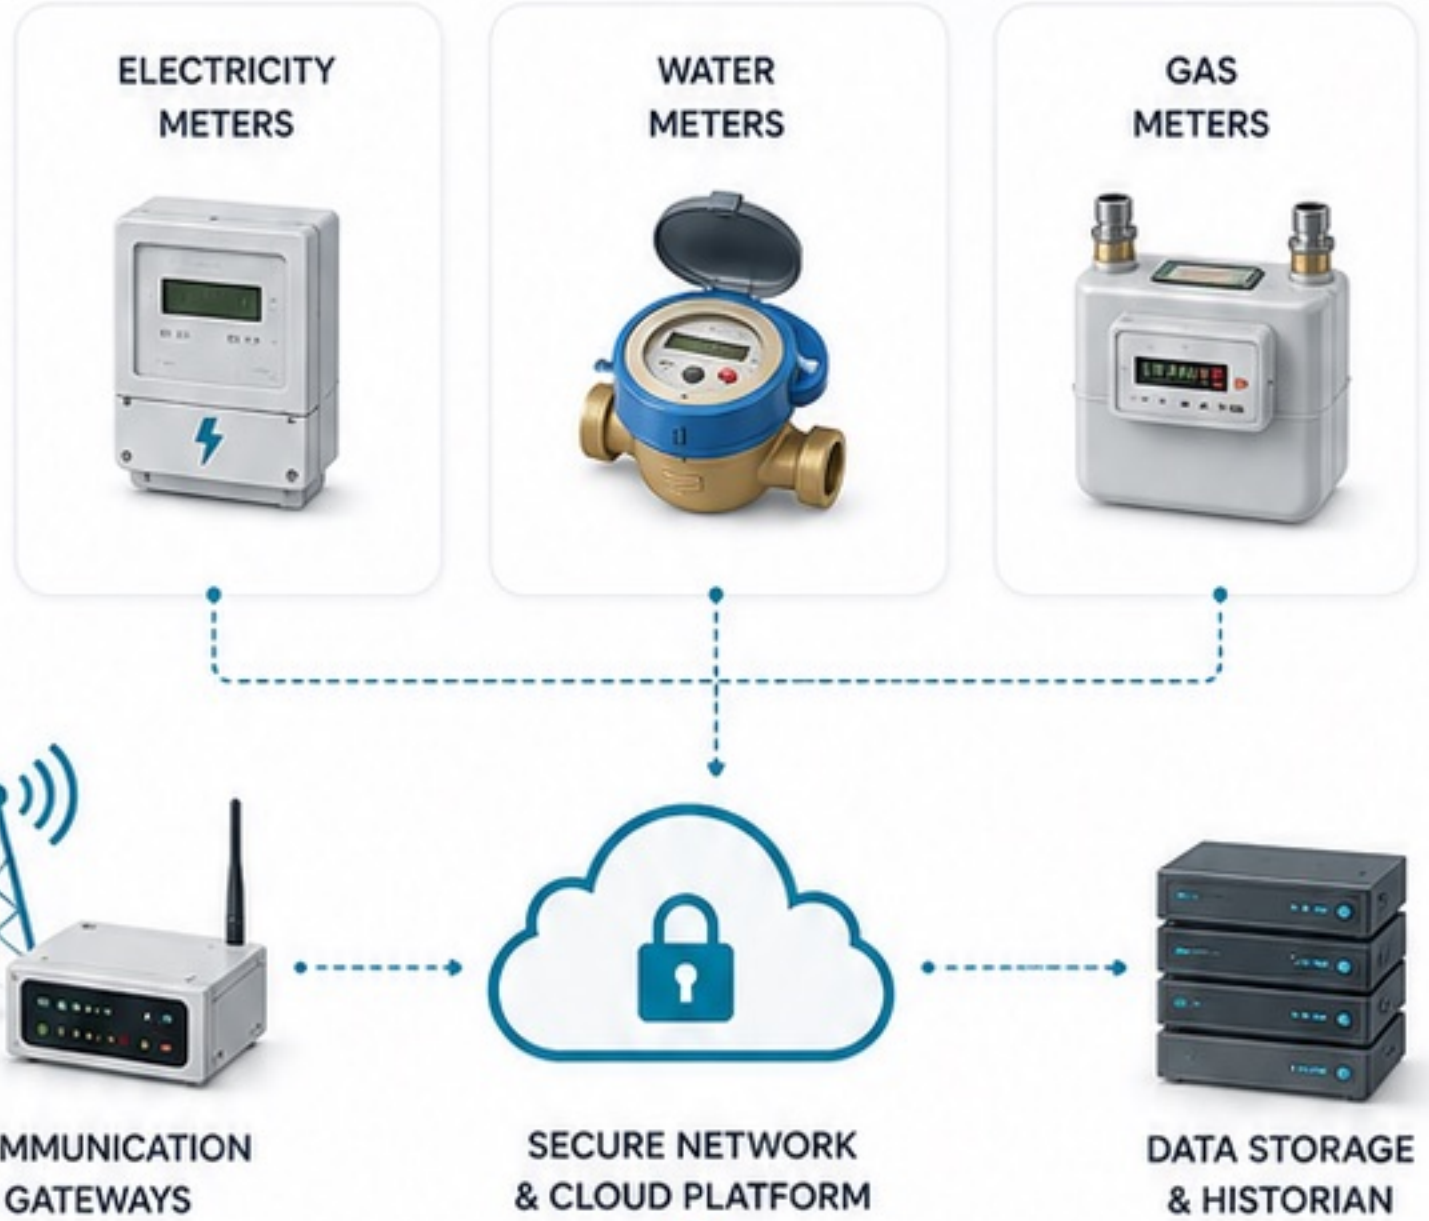 ELECTRICITY
METERS
WATER
METERS
GAS
METERS
MMUNICATION
GATEWAYS
SECURE NETWORK
& CLOUD PLATFORM
DATA STORAGE
& HISTORIAN